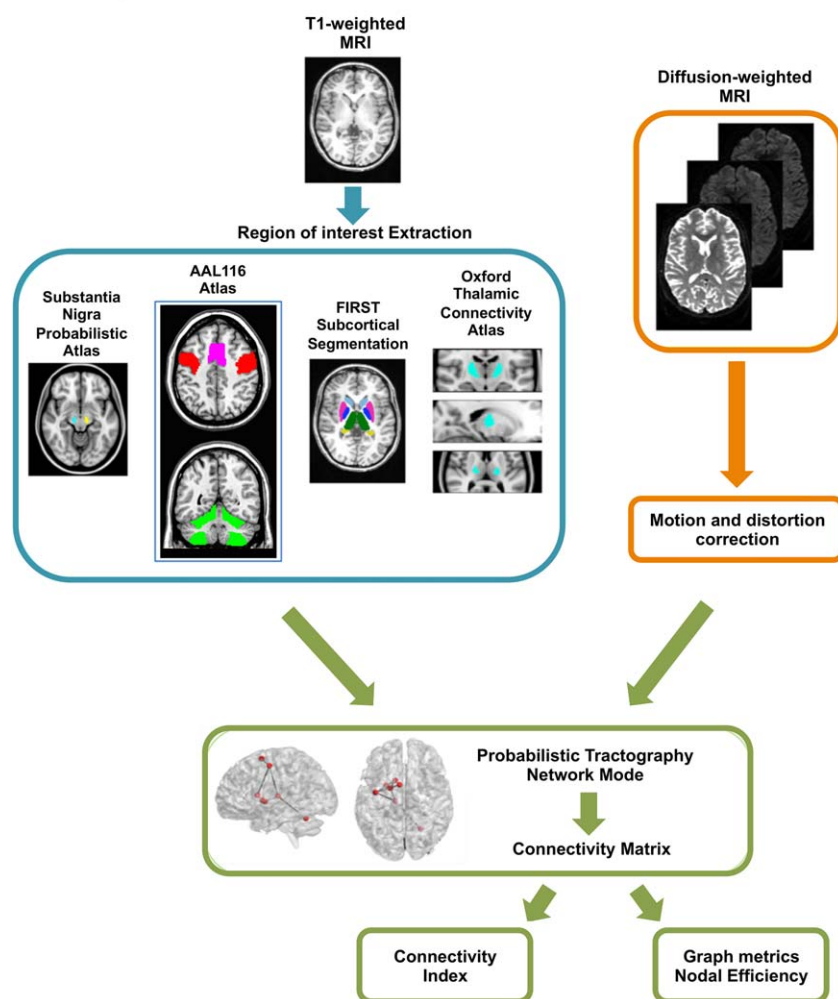 T1-weighted
MRI
Diffusion-weighted
MRI
Region of interest Extraction
Substantia
Nigra
Probabilistic
Atlas
AAL116
Atlas
FIRST
Subcortical
Segmentation
Oxford
Thalamic
Connectivity
Atlas
Motion and distortion
correction
Probabilistic Tractography
Network Mode
Connectivity Matrix
Connectivity
Index
Graph metrics
Nodal Efficiency